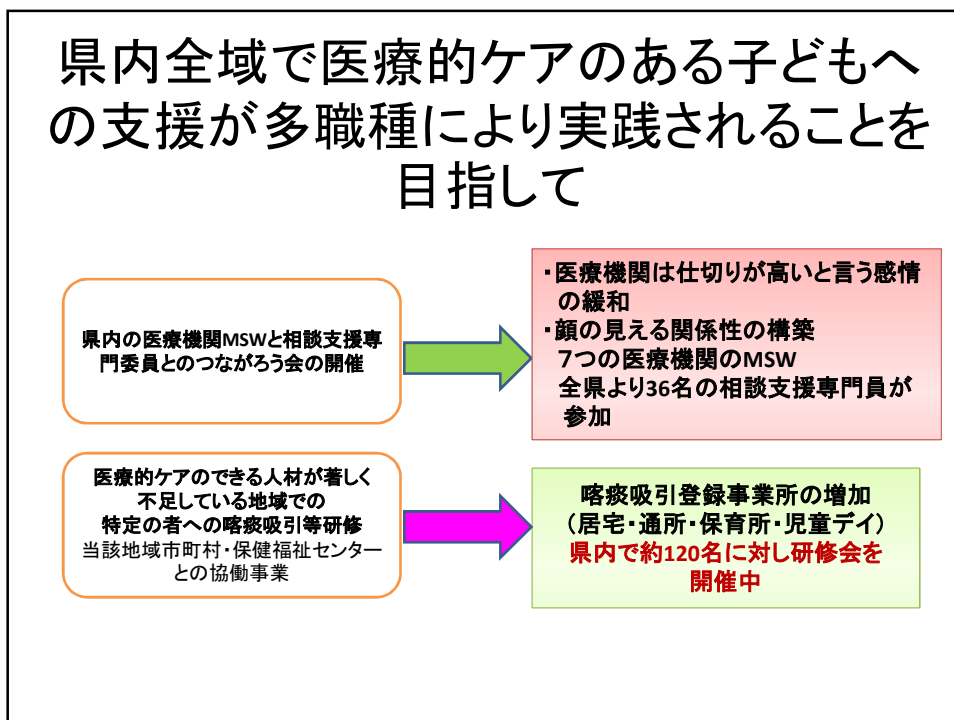 県内全域で医療的ケアのある子どもへ
の支援が多職種により実践されることを
目指して
県内の医療機関MSWと相談支援専
門委員とのつながろう会の開催
・医療機関は仕切りが高いと言う感情
の緩和
・顔の見える関係性の構築
７つの医療機関のMSW
全県より36名の相談支援専門員が
参加
医療的ケアのできる人材が著しく
不足している地域での
特定の者への喀痰吸引等研修
当該地域市町村・保健福祉センター
との協働事業
喀痰吸引登録事業所の増加
（居宅・通所・保育所・児童デイ）
県内で約120名に対し研修会を
開催中